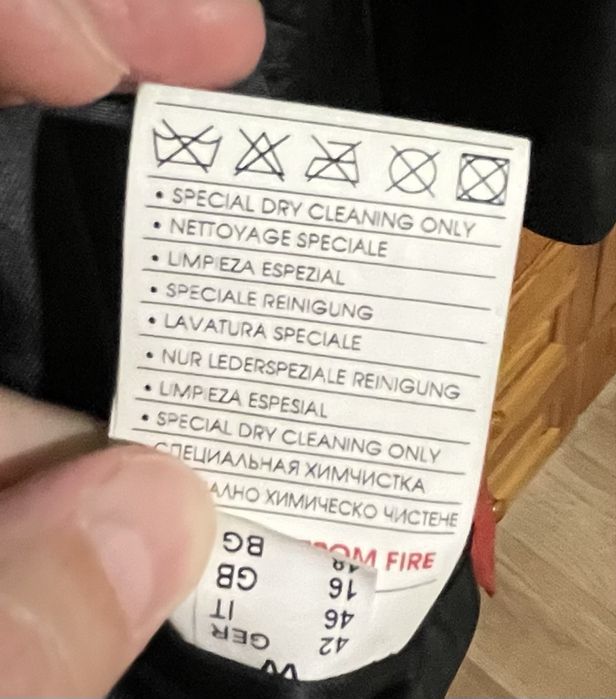 • SPECIAL DRY CLEANING ONLY
• NETTOYAGE SPECIALE
• LIMPIEZA ESPEZIAL
• SPECIALE REINIGUNG
• LAVATURA SPECIALE
• NUR LEDERSPEZIALE REINIGUNG
• LIMPIEZA ESPESIAL
• SPECIAL DRY CLEANING ONLY
СПЕЦИАЛЬНАЯ ХИМЧИСТКА
ХИМИЧЕСКО ЧИСТЕНЕ
FIRE
BG 48
GB 16
IT 46
GER 42